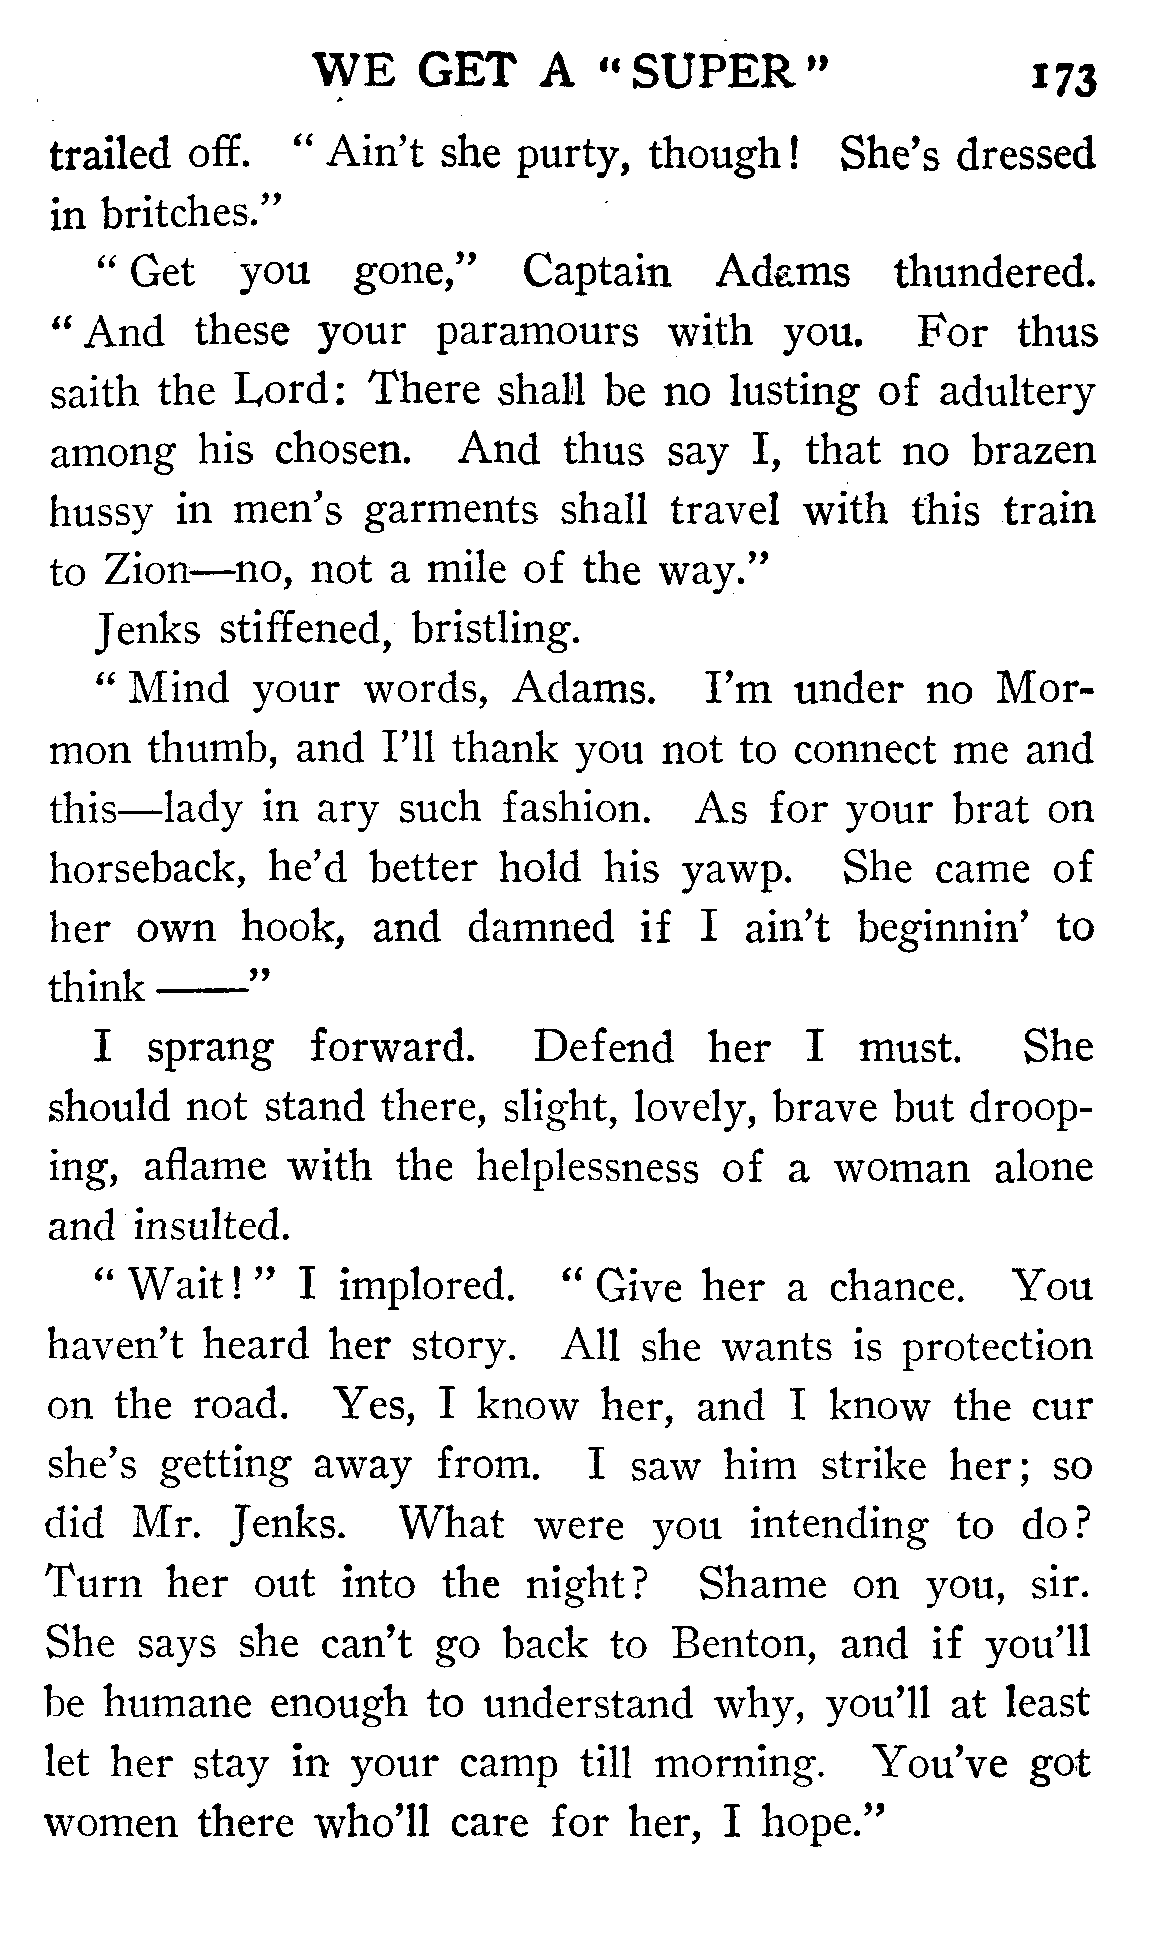 WE GET A "SUPER" 173
trailed off. "Ain't she purty, though! She's dressed
in britches."
"Get you gone," Captain Adams thundered.
"And these your paramours with you. For thus
saith the Lord: There shall be no lusting of adultery
among his chosen. And thus say I, that no brazen
hussy in men's garments shall travel with this train
to Zion—no, not a mile of the way."
Jenks stiffened, bristling.
"Mind your words, Adams. I'm under no Mor-
mon thumb, and I'll thank you not to connect me and
this—lady in ary such fashion. As for your brat on
horseback, he'd better hold his yawp. She came of
her own hook, and damned if I ain't beginnin' to
think ——"
I sprang forward. Defend her I must. She
should not stand there, slight, lovely, brave but droop-
ing, aflame with the helplessness of a woman alone
and insulted.
"Wait!" I implored. "Give her a chance. You
haven't heard her story. All she wants is protection
on the road. Yes, I know her, and I know the cur
she's getting away from. I saw him strike her; so
did Mr. Jenks. What were you intending to do?
Turn her out into the night? Shame on you, sir.
She says she can't go back to Benton, and if you'll
be humane enough to understand why, you'll at least
let her stay in your camp till morning. You've got
women there who'll care for her, I hope."